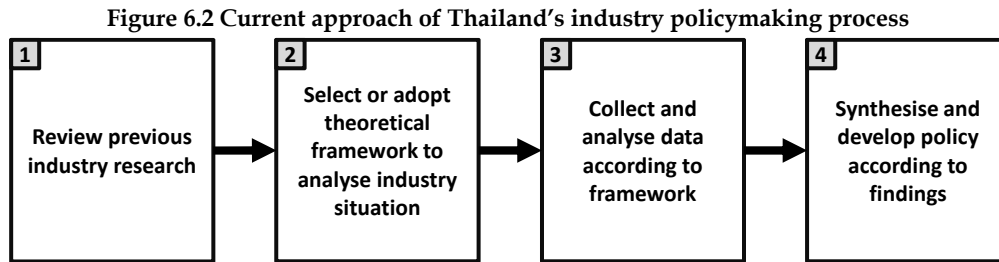 Figure 6.2 Current approach of Thailand's industry policymaking process
1
Review previous
industry research
2
Select or adopt
theoretical
framework to
analyse industry
situation
3
Collect and
analyse data
according to
framework
4
Synthesise and
develop policy
according to
findings